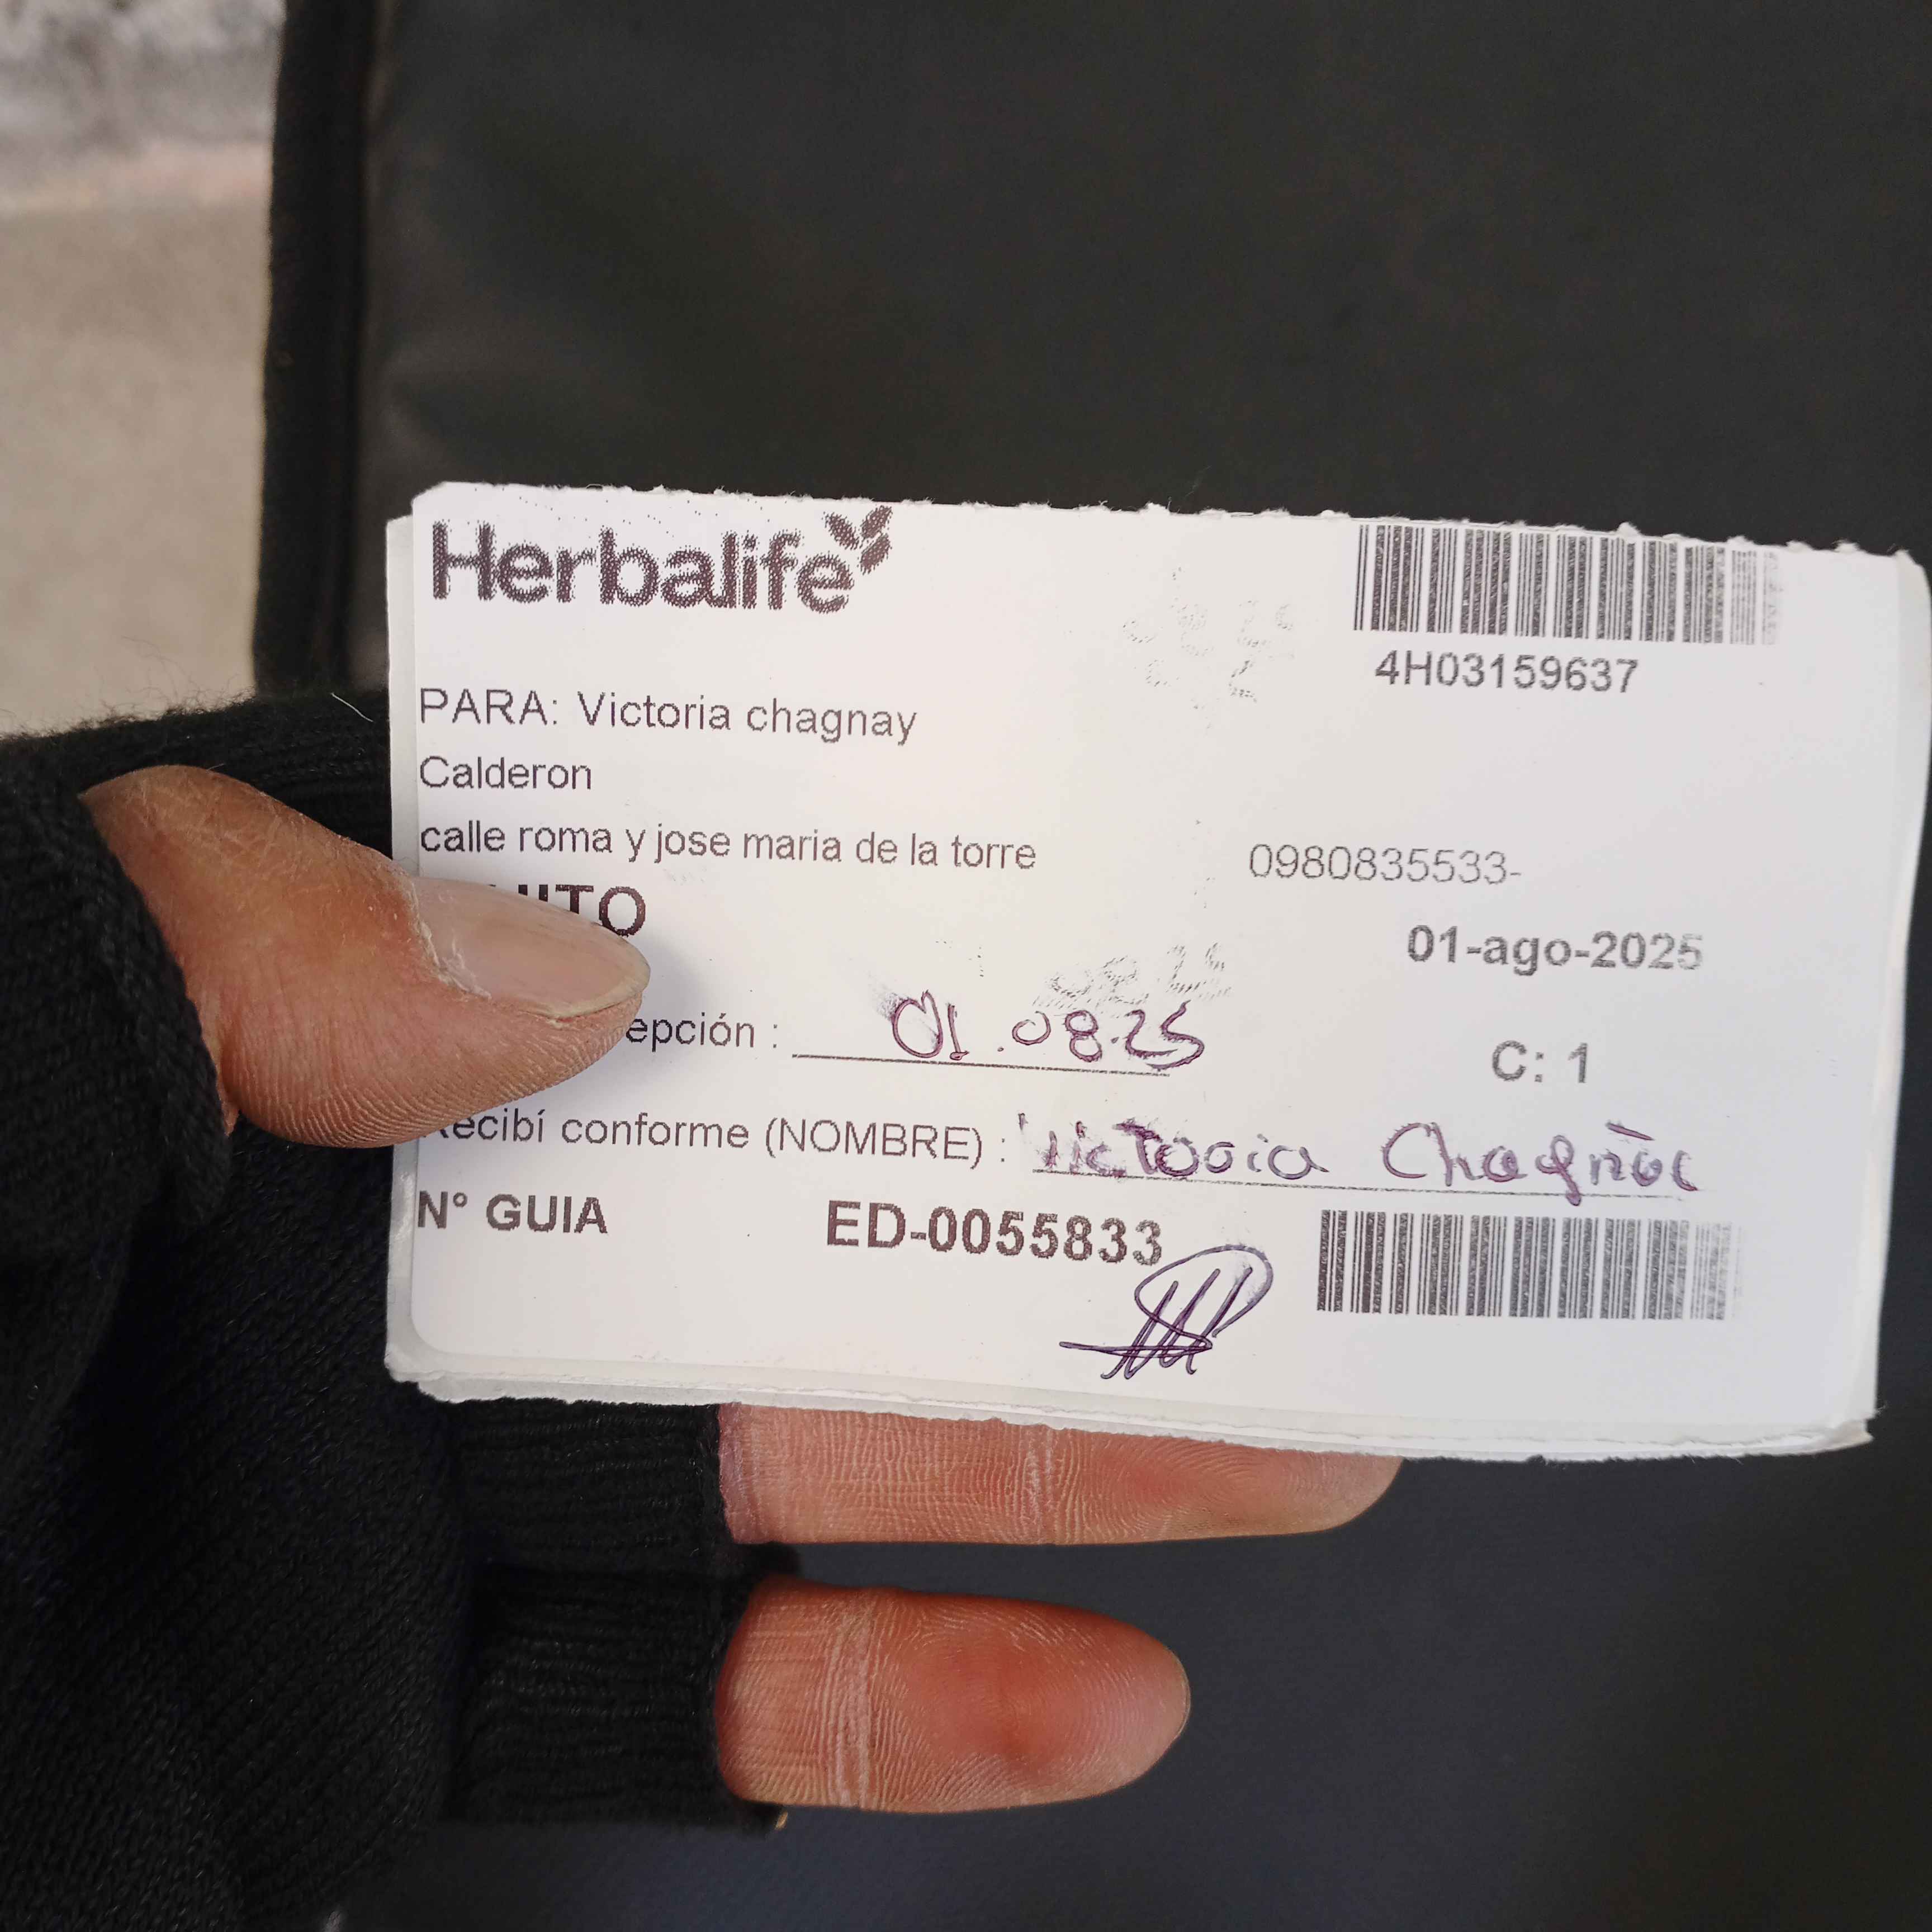 Herbalife
4H03159637
PARA: Victoria chagnay
Calderon
calle roma y jose maria de la torre
0980835533-
01-ago-2025
epción : 01.08.25
C: 1
Recibí conforme (NOMBRE) : Victoria
N° GUIA ED-0055833